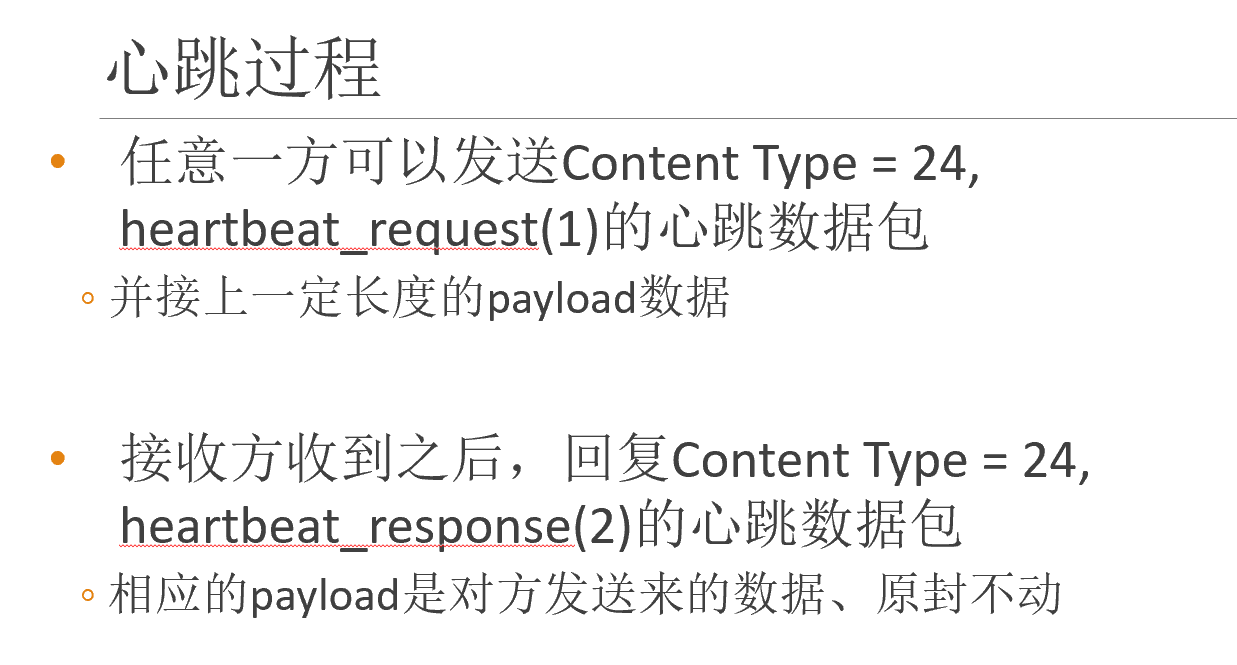 心跳过程
• 任意一方可以发送Content Type = 24,
heartbeat_request(1)的心跳数据包
◦ 并接上一定长度的payload数据
• 接收方收到之后，回复Content Type = 24,
heartbeat_response(2)的心跳数据包
◦ 相应的payload是对方发送来的数据、原封不动